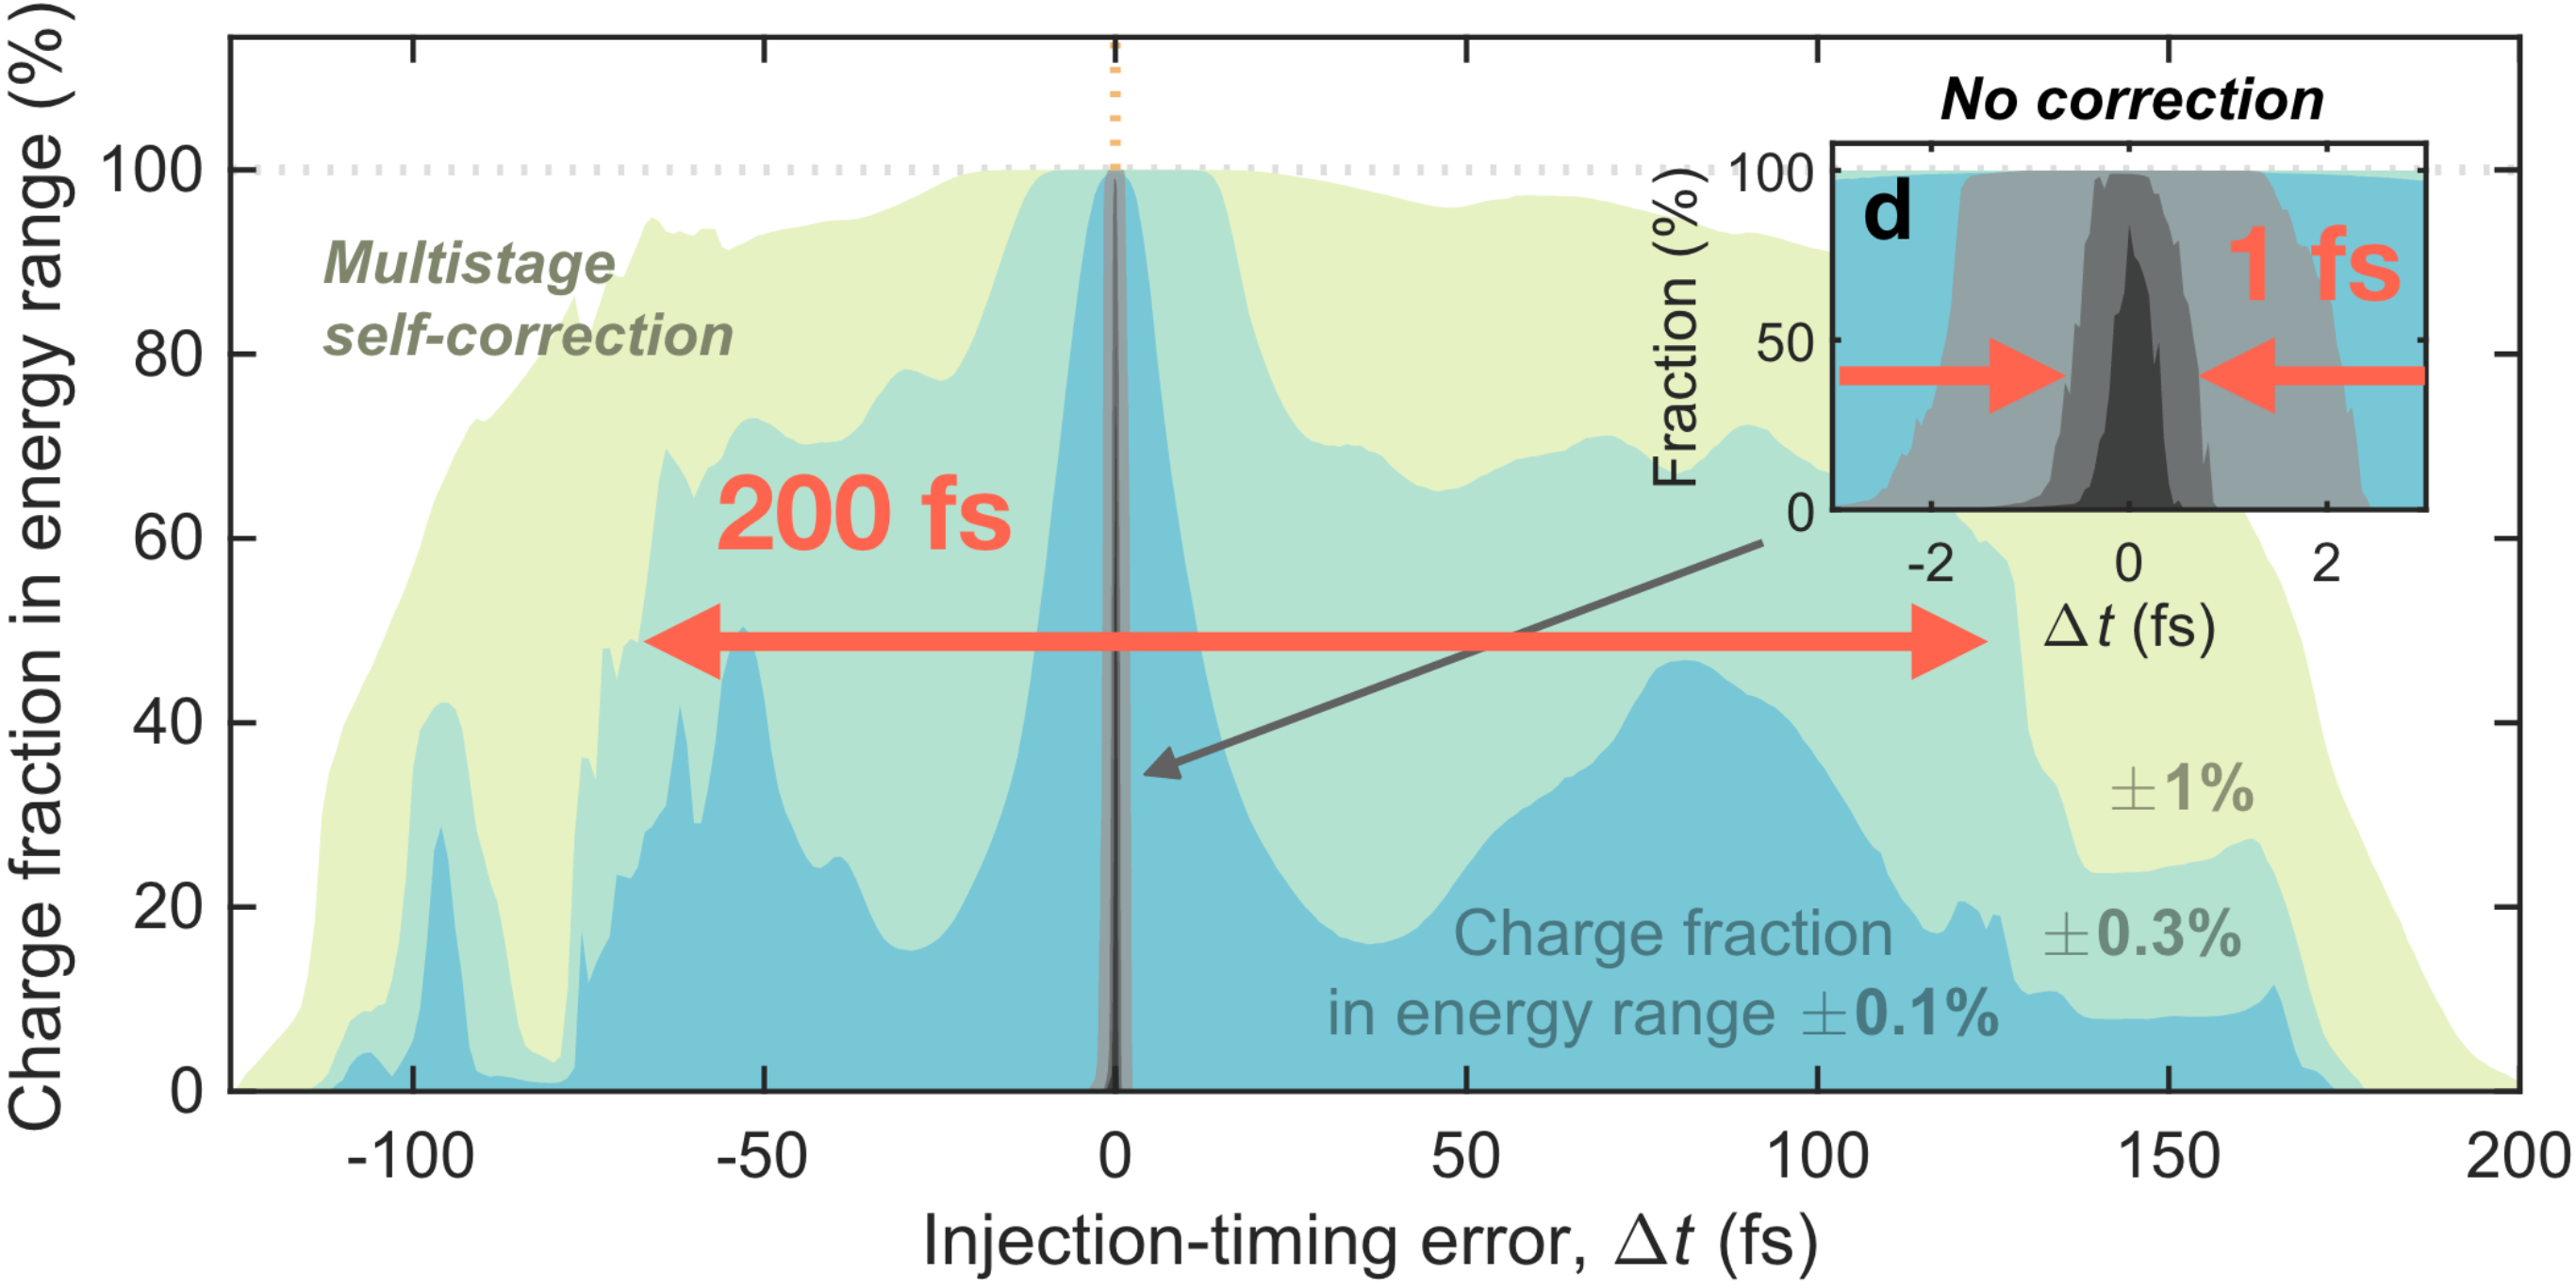 Charge fraction in energy range (%)
100
80
60
40
20
0
-100
-50
0
50
100
150
200
Injection-timing error, Δt (fs)
Multistage
self-correction
200 fs
±1%
±0.3%
Charge fraction
in energy range ±0.1%
No correction
d
1 fs
Fraction (%)
100
50
0
-2
0
2
Δt (fs)